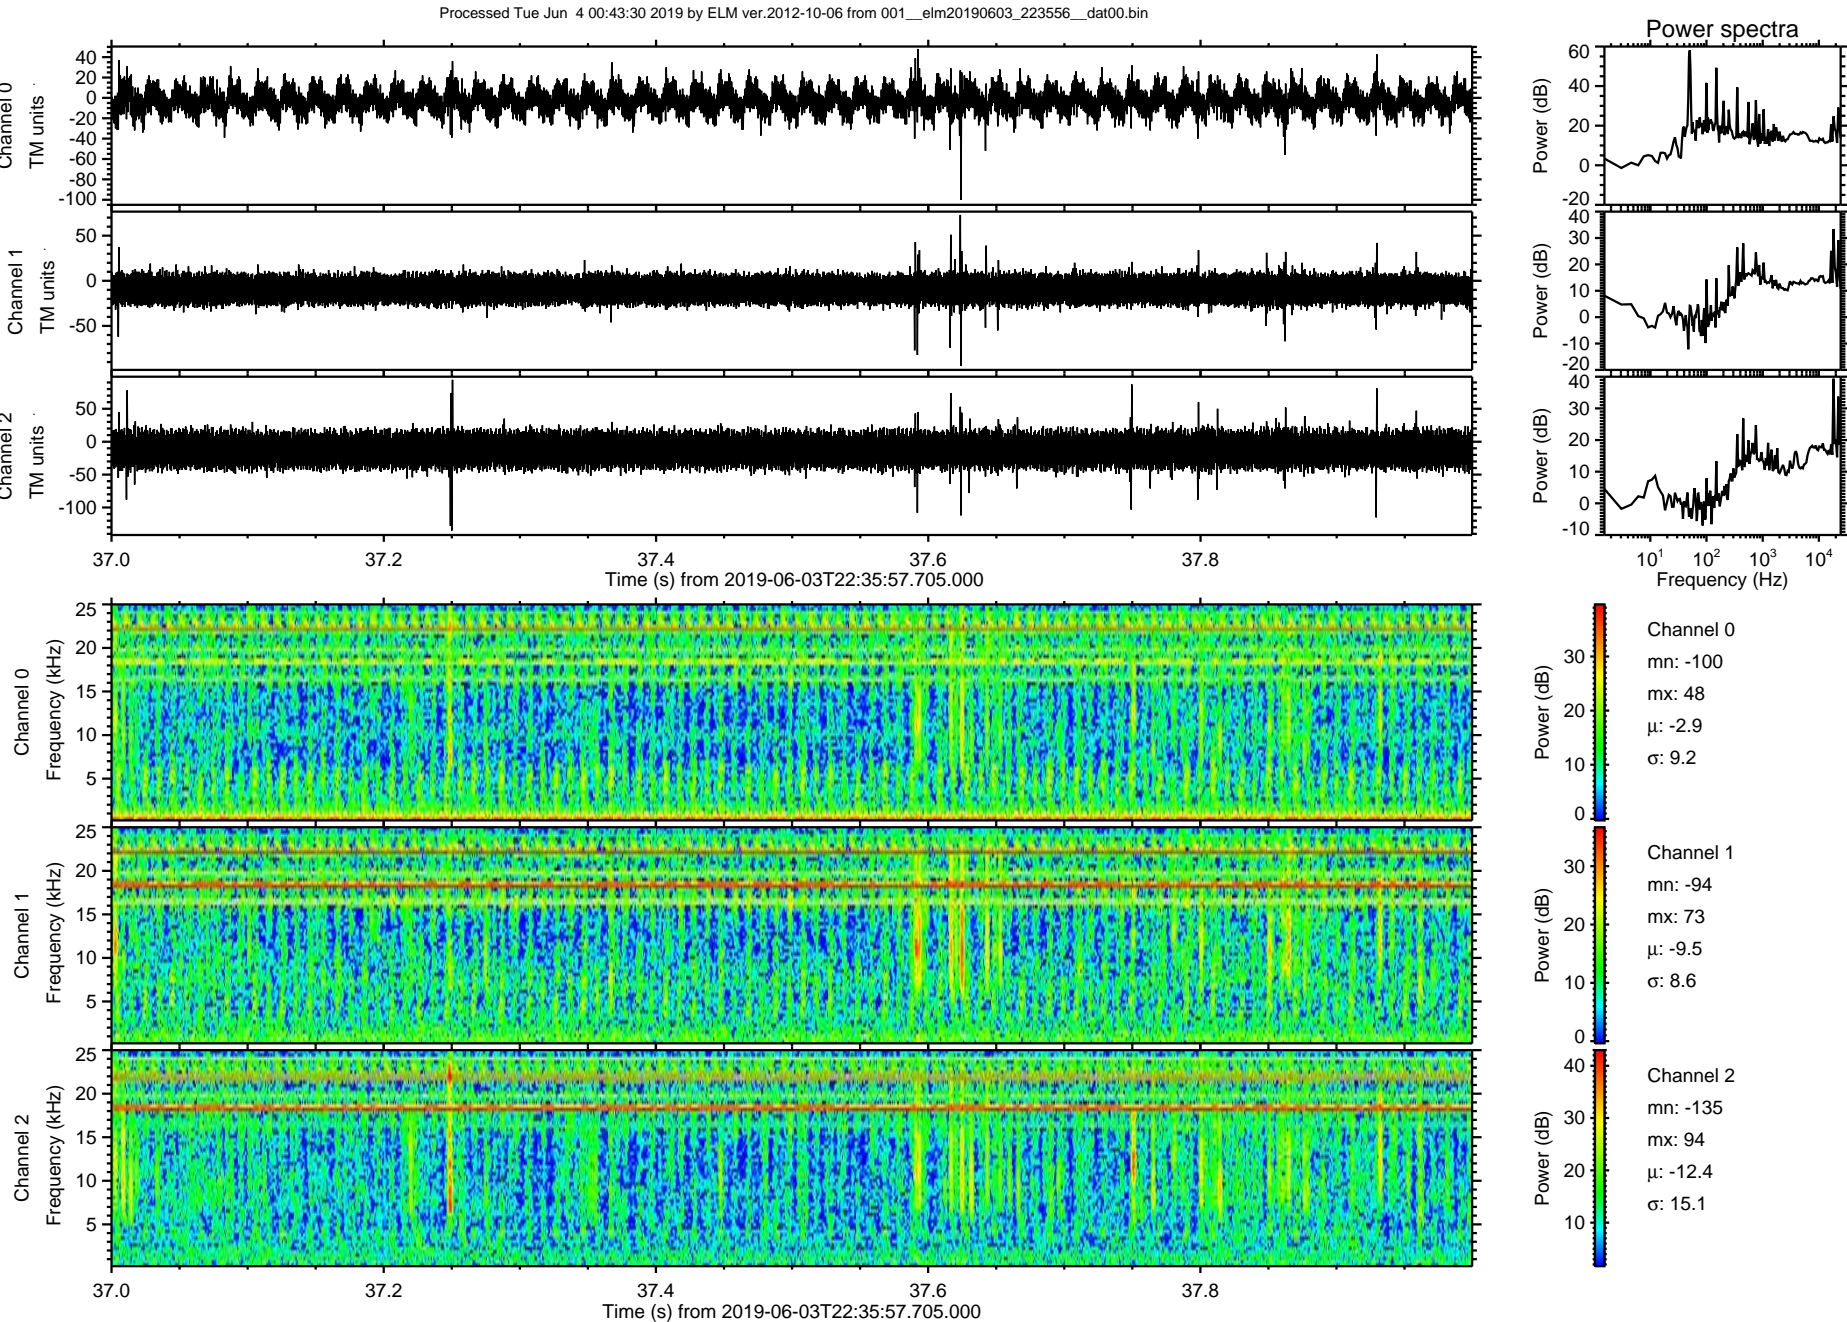 Processed Tue Jun  4 00:43:30 2019 by ELM ver.2012-10-06 from 001__elm20190603_223556__dat00.bin
Power spectra
Channel 0
TM units
40
20
0
-20
-40
-60
-80
-100
Power (dB)
60
40
20
0
-20
Channel 1
TM units
50
0
-50
Power (dB)
40
30
20
10
0
-10
-20
Channel 2
TM units
50
0
-50
-100
Power (dB)
40
30
20
10
0
-10
37.0 37.2 37.4 37.6 37.8
Time (s) from 2019-06-03T22:35:57.705.000
10¹ 10² 10³ 10⁴
Frequency (Hz)
Channel 0
Frequency (kHz)
25
20
15
10
5
Power (dB)
30
20
10
0
Channel 0
mn: -100
mx: 48
μ: -2.9
σ: 9.2
Channel 1
Frequency (kHz)
25
20
15
10
5
Power (dB)
30
20
10
0
Channel 1
mn: -94
mx: 73
μ: -9.5
σ: 8.6
Channel 2
Frequency (kHz)
25
20
15
10
5
Power (dB)
40
30
20
10
Channel 2
mn: -135
mx: 94
μ: -12.4
σ: 15.1
37.0 37.2 37.4 37.6 37.8
Time (s) from 2019-06-03T22:35:57.705.000